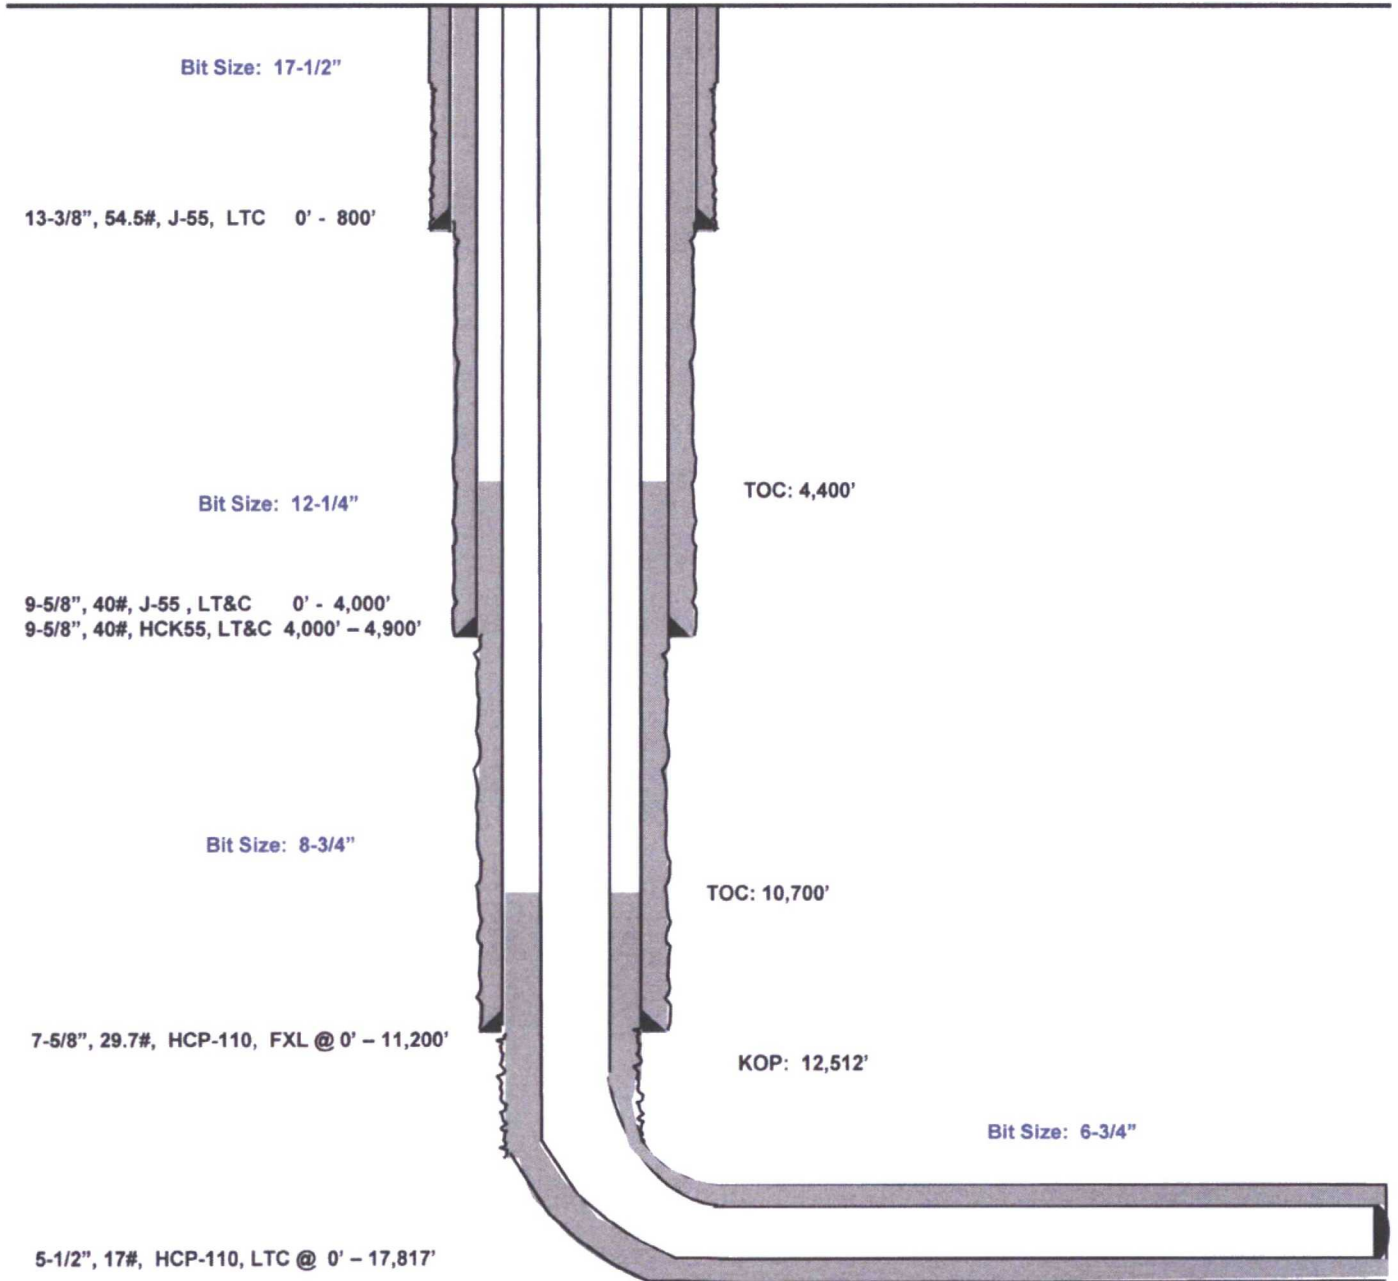 Bit Size: 17-1/2”
13-3/8”, 54.5#, J-55, LTC 0’ - 800’
TOC: 4,400’
Bit Size: 12-1/4”
9-5/8”, 40#, J-55 , LT&C 0’ - 4,000’
9-5/8”, 40#, HCK55, LT&C 4,000’ – 4,900’
Bit Size: 8-3/4”
TOC: 10,700’
7-5/8”, 29.7#, HCP-110, FXL @ 0’ – 11,200’
KOP: 12,512’
Bit Size: 6-3/4”
5-1/2”, 17#, HCP-110, LTC @ 0’ – 17,817’